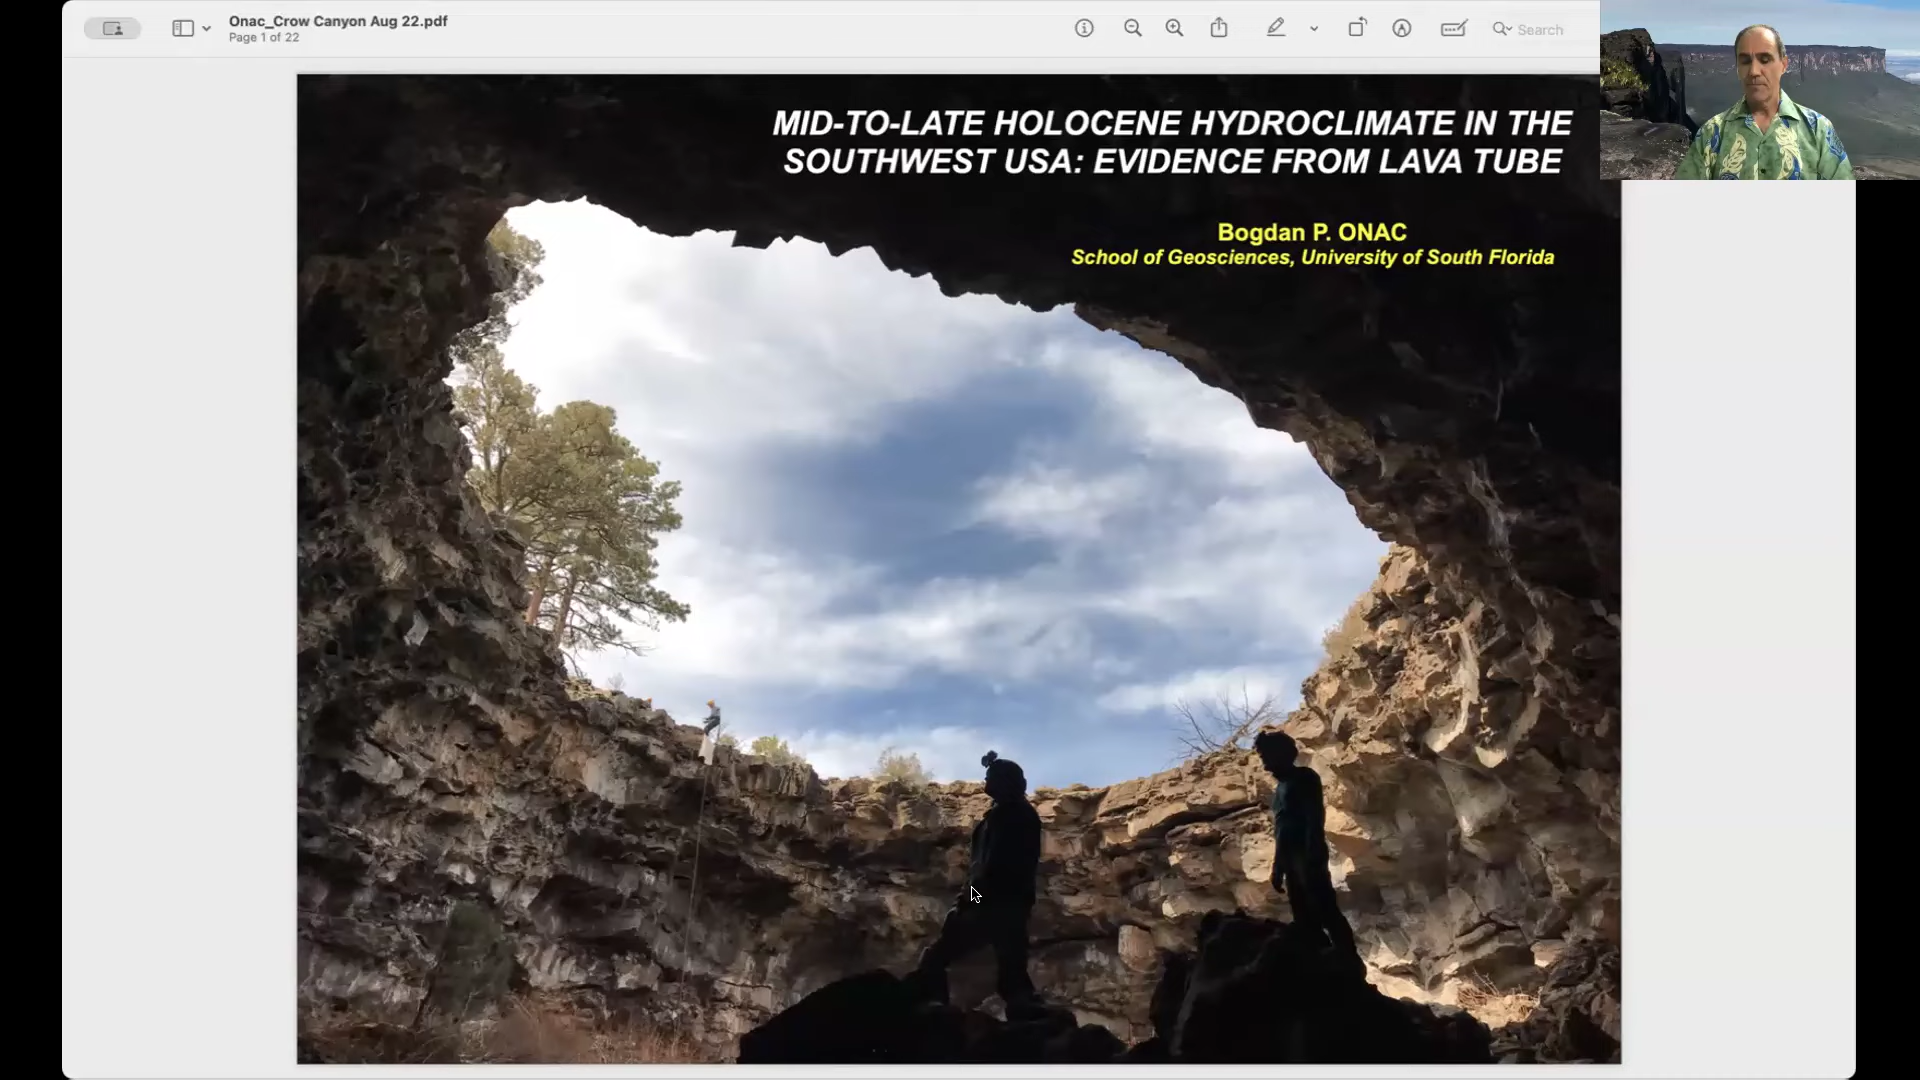 Onac_Crow Canyon Aug 22.pdf
Page 1 of 22
Search
MID-TO-LATE HOLOCENE HYDROCLIMATE IN THE
SOUTHWEST USA: EVIDENCE FROM LAVA TUBE
Bogdan P. ONAC
School of Geosciences, University of South Florida